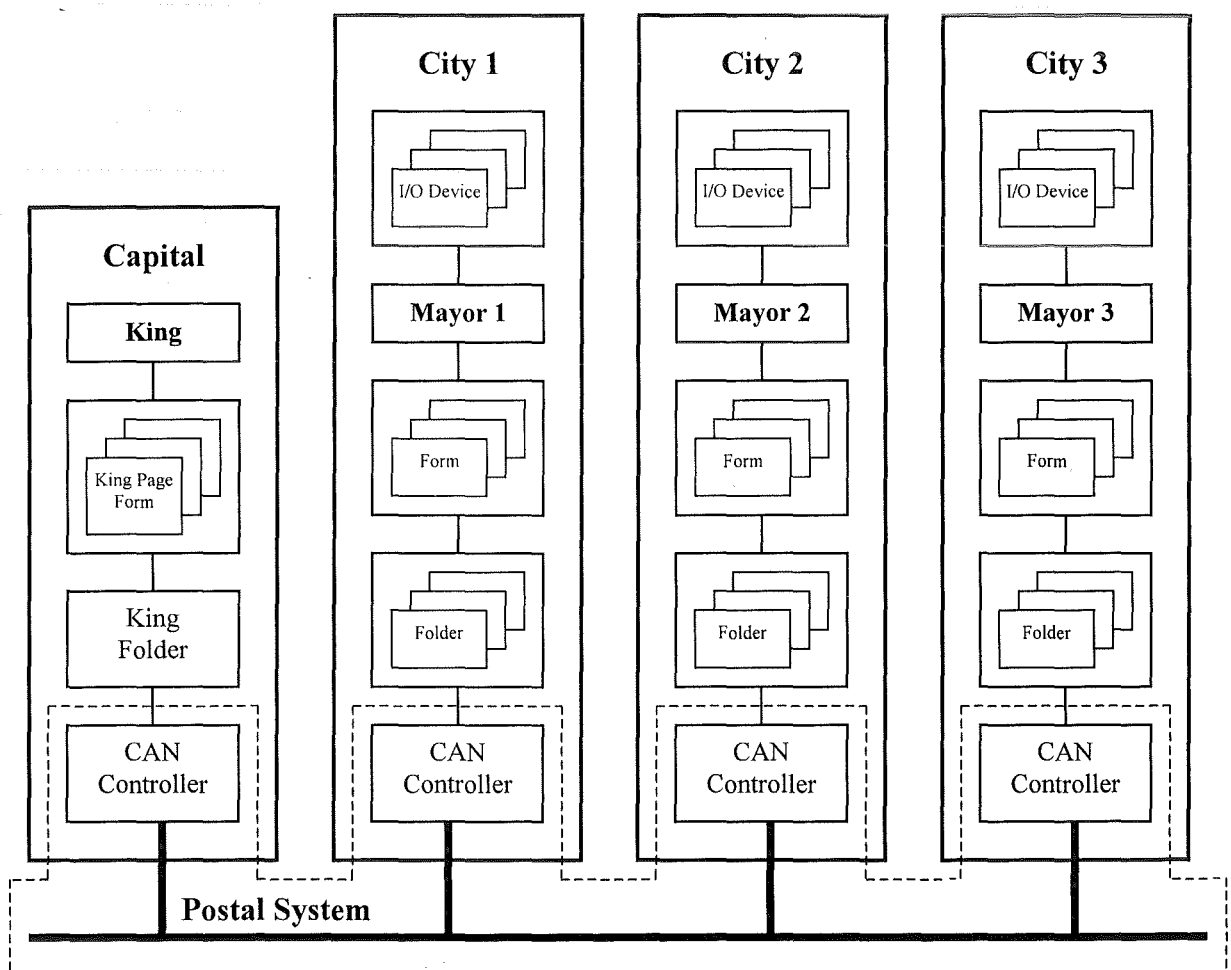 City 1
I/O Device
Mayor 1
Form
Folder
CAN
Controller
City 2
I/O Device
Mayor 2
Form
Folder
CAN
Controller
City 3
I/O Device
Mayor 3
Form
Folder
CAN
Controller
Capital
King
King Page
Form
King
Folder
CAN
Controller
Postal System